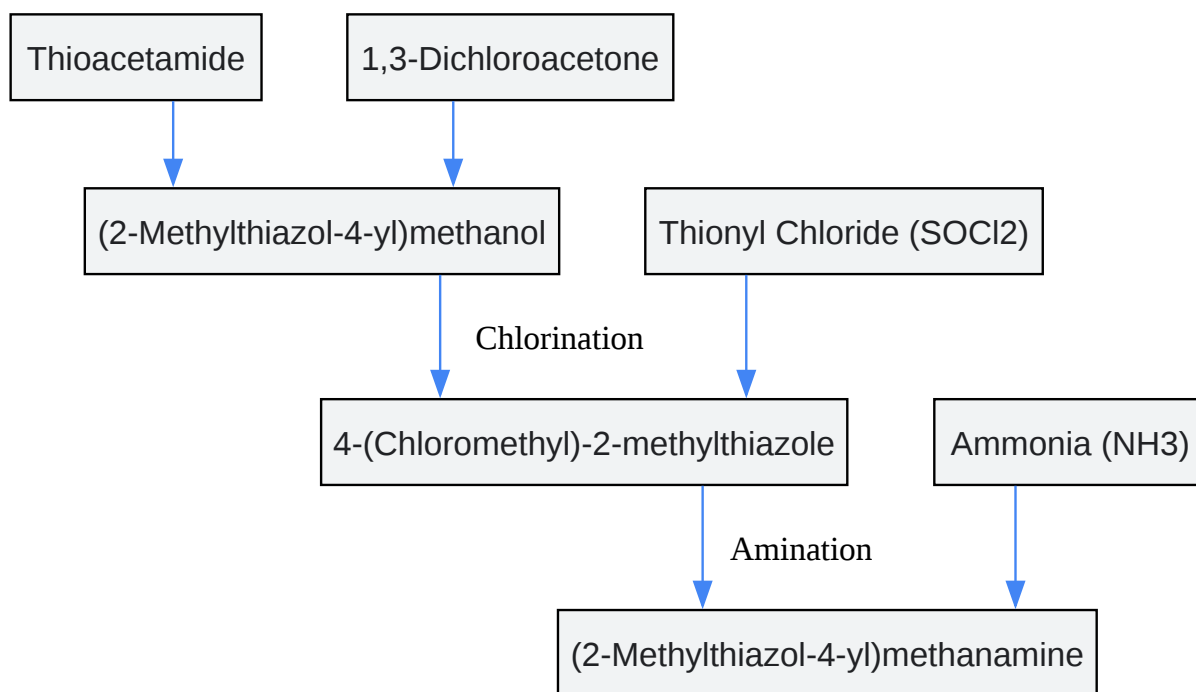 Thioacetamide
1,3-Dichloroacetone
(2-Methylthiazol-4-yl)methanol
Thionyl Chloride (SOCl2)
Chlorination
4-(Chloromethyl)-2-methylthiazole
Ammonia (NH3)
Amination
(2-Methylthiazol-4-yl)methanamine